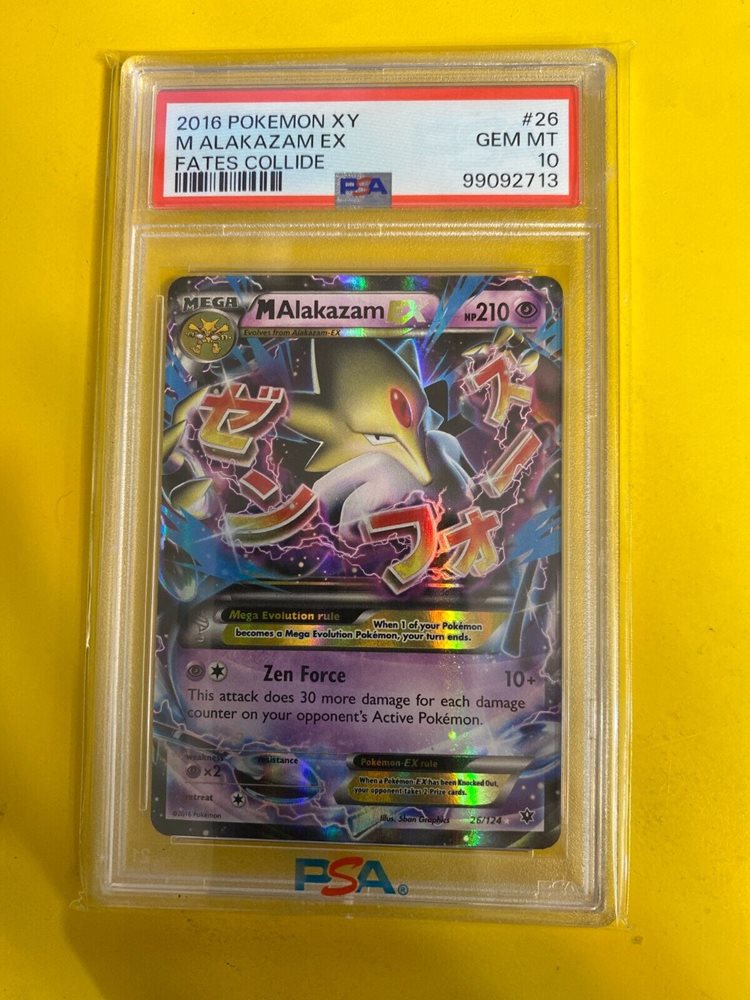 2016 POKEMON XY #26
M ALAKAZAM EX GEM MT
FATES COLLIDE 10
99092713
PSA
MEGA
M Alakazam EX HP210
Evolves from Alakazam-EX
ゼン
フォース
Mega Evolution rule
When 1 of your Pokémon
becomes a Mega Evolution Pokémon, your turn ends.
Zen Force 10+
This attack does 30 more damage for each damage
counter on your opponent's Active Pokémon.
weakness resistance
×2
retreat
Pokémon-EX rule
When a Pokémon-EX has been Knocked Out,
your opponent takes 2 Prize cards.
©2016 Pokémon Illus. 5ban Graphics 26/124
PSA®